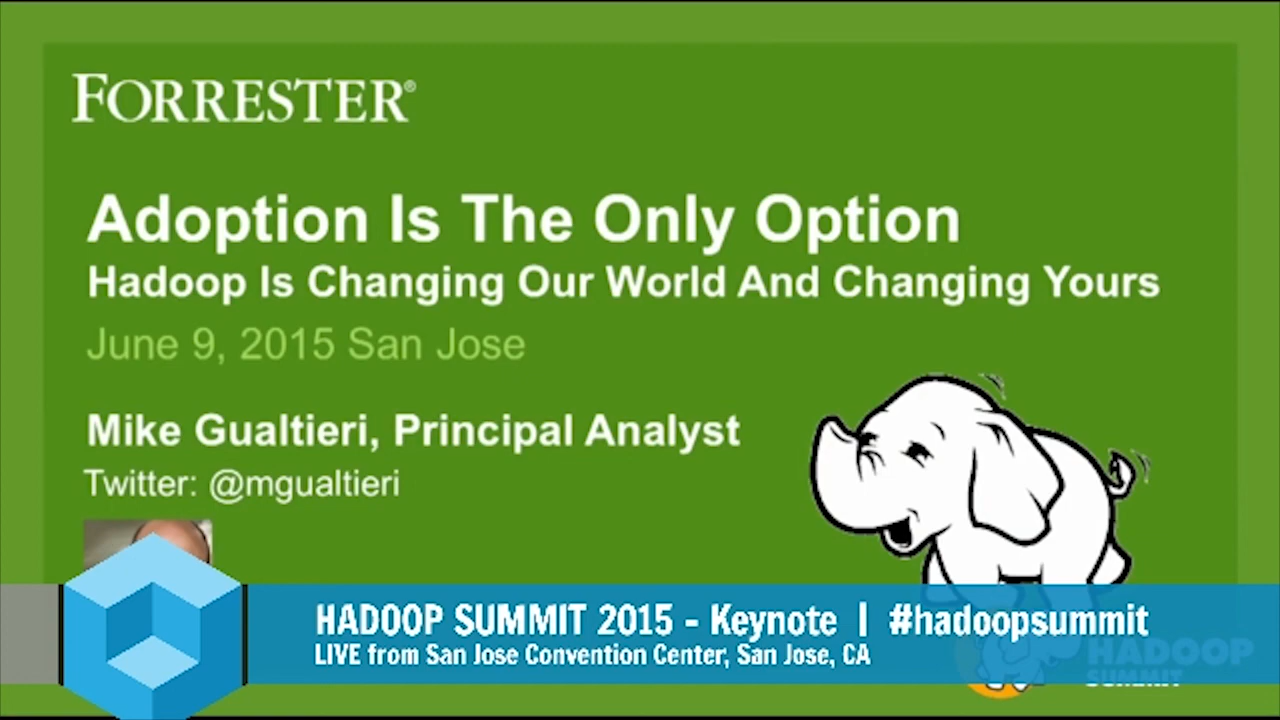 FORRESTER®
Adoption Is The Only Option
Hadoop Is Changing Our World And Changing Yours
June 9, 2015 San Jose
Mike Gualtieri, Principal Analyst
Twitter: @mgualtieri
HADOOP SUMMIT 2015 - Keynote | #hadoopsummit
LIVE from San Jose Convention Center, San Jose, CA
HADOOP
SUMMIT